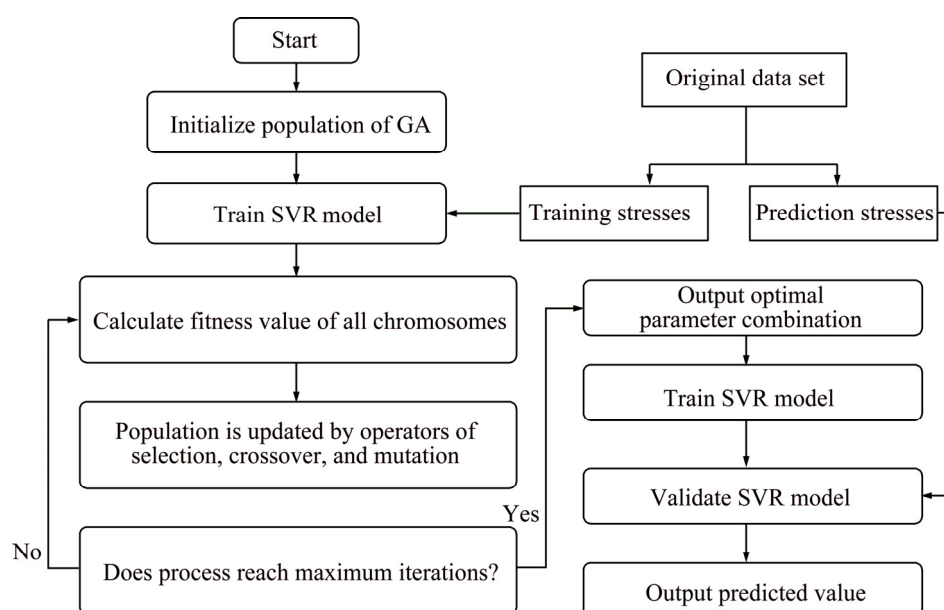 Start
Initialize population of GA
Train SVR model
Calculate fitness value of all chromosomes
Population is updated by operators of
selection, crossover, and mutation
No
Does process reach maximum iterations?
Yes
Original data set
Training stresses
Prediction stresses
Output optimal
parameter combination
Train SVR model
Validate SVR model
Output predicted value